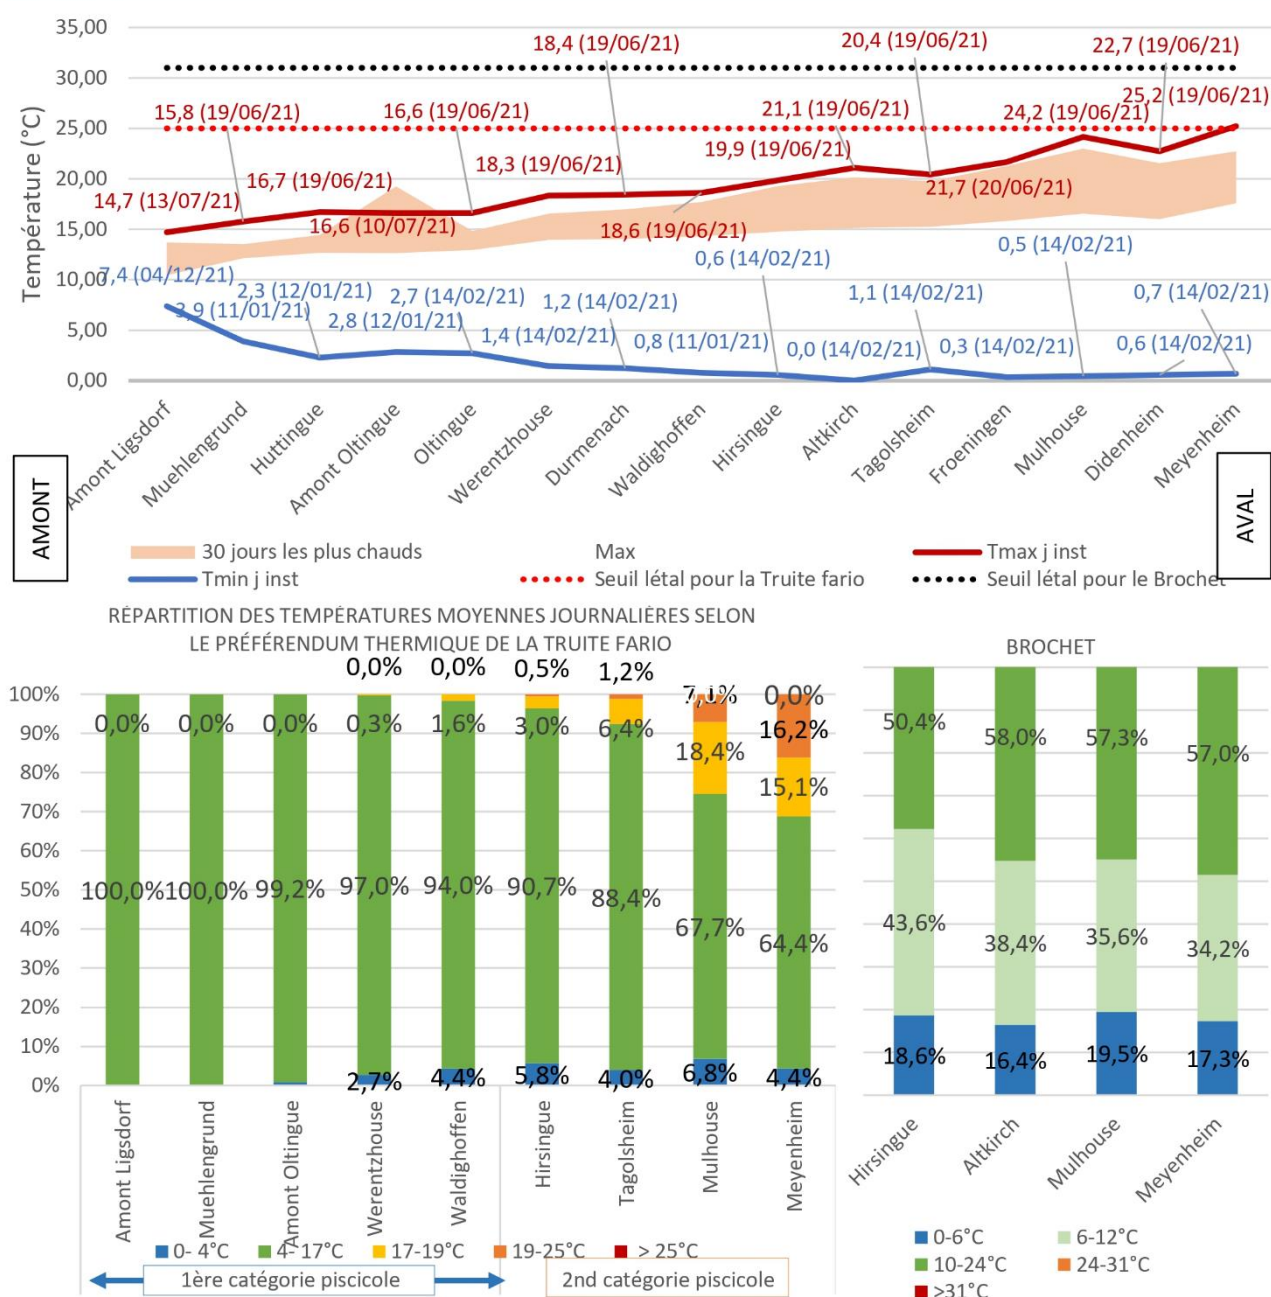 35,00
30,00
25,00
20,00
15,00
10,00
5,00
0,00
Température (°C)
18,4 (19/06/21)
20,4 (19/06/21)
22,7 (19/06/21)
15,8 (19/06/21)
16,6 (19/06/21)
21,1 (19/06/21)
24,2 (19/06/21)
25,2 (19/06/21)
14,7 (13/07/21)
16,7 (19/06/21)
18,3 (19/06/21)
19,9 (19/06/21)
16,6 (10/07/21)
18,6 (19/06/21)
21,7 (20/06/21)
7,4 (04/12/21)
3,9 (11/01/21)
2,3 (12/01/21)
2,8 (12/01/21)
2,7 (14/02/21)
1,4 (14/02/21)
1,2 (14/02/21)
0,8 (11/01/21)
0,6 (14/02/21)
0,0 (14/02/21)
1,1 (14/02/21)
0,3 (14/02/21)
0,5 (14/02/21)
0,6 (14/02/21)
0,7 (14/02/21)
Amont Ligsdorf
Muehlengrund
Huttingue
Amont Oltingue
Oltingue
Werentzhouse
Durmenach
Waldighoffen
Hirsingue
Altkirch
Tagolsheim
Froeningen
Mulhouse
Didenheim
Meyenheim
AMONT
AVAL
30 jours les plus chauds
Max
Tmax j inst
Tmin j inst
Seuil létal pour la Truite fario
Seuil létal pour le Brochet
RÉPARTITION DES TEMPÉRATURES MOYENNES JOURNALIÈRES SELON
LE PRÉFÉRENDUM THERMIQUE DE LA TRUITE FARIO
100%
90%
80%
70%
60%
50%
40%
30%
20%
10%
0%
0,0% 0,0% 0,5% 1,2% 7,1% 0,0%
0,0% 0,0% 0,0% 0,3% 1,6% 3,0% 6,4% 18,4% 16,2%
15,1%
100,0% 100,0% 99,2% 97,0% 94,0% 90,7% 88,4% 67,7% 64,4%
2,7% 4,4% 5,8% 4,0% 6,8% 4,4%
Amont Ligsdorf
Muehlengrund
Amont Oltingue
Werentzhouse
Waldighoffen
Hirsingue
Tagolsheim
Mulhouse
Meyenheim
0- 4°C
4- 17°C
17-19°C
19-25°C
> 25°C
1ère catégorie piscicole
2nd catégorie piscicole
BROCHET
50,4% 58,0% 57,3% 57,0%
43,6% 38,4% 35,6% 34,2%
18,6% 16,4% 19,5% 17,3%
Hirsingue
Altkirch
Mulhouse
Meyenheim
0-6°C
6-12°C
10-24°C
24-31°C
>31°C